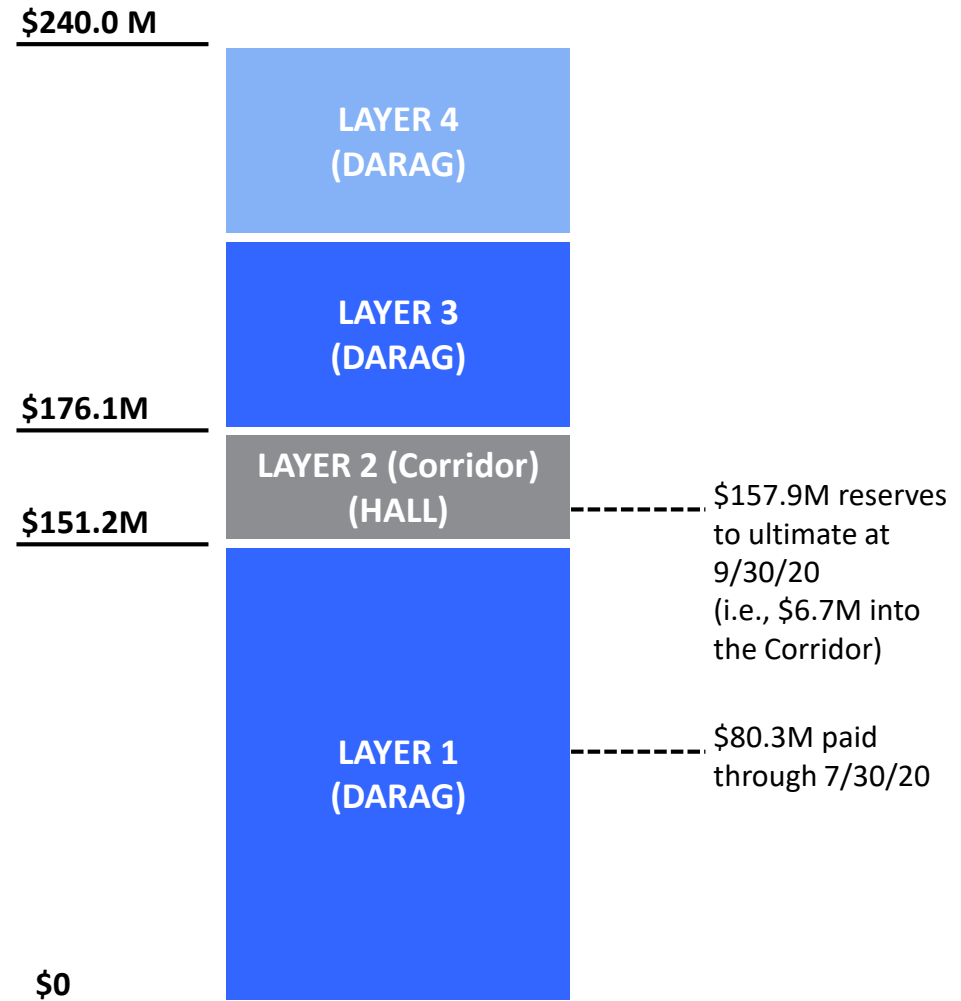 $240.0 M
LAYER 4
(DARAG)
LAYER 3
(DARAG)
$176.1M
LAYER 2 (Corridor)
(HALL)
$151.2M
$157.9M reserves
to ultimate at
9/30/20
(i.e., $6.7M into
the Corridor)
LAYER 1
(DARAG)
$80.3M paid
through 7/30/20
$0